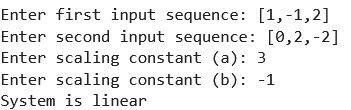 Enter first input sequence: [1,-1,2]
Enter second input sequence: [0,2,-2]
Enter scaling constant (a): 3
Enter scaling constant (b): -1
System is linear